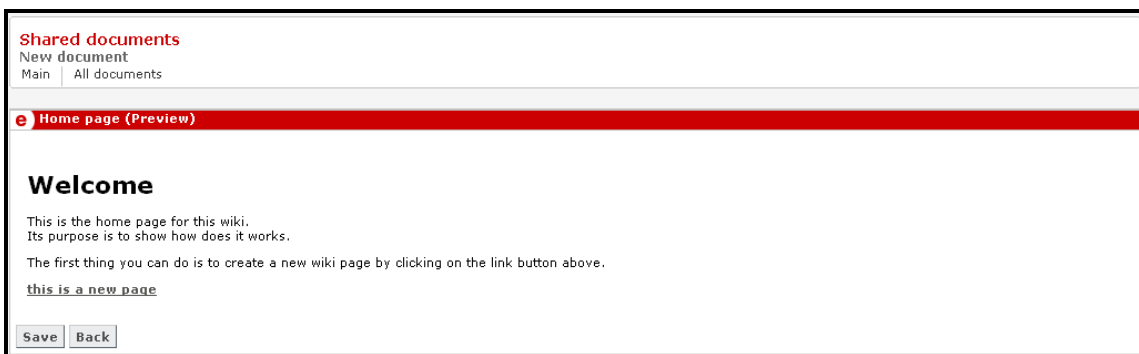 Shared documents
New document
Main All documents
e Home page (Preview)
Welcome
This is the home page for this wiki.
Its purpose is to show how does it works.
The first thing you can do is to create a new wiki page by clicking on the link button above.
this is a new page
Save Back